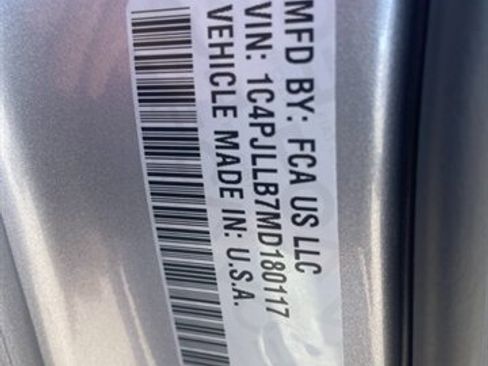 MFD BY: FCA US LLC
VIN: 1C4PJLLB7MD180117
VEHICLE MADE IN: U.S.A.